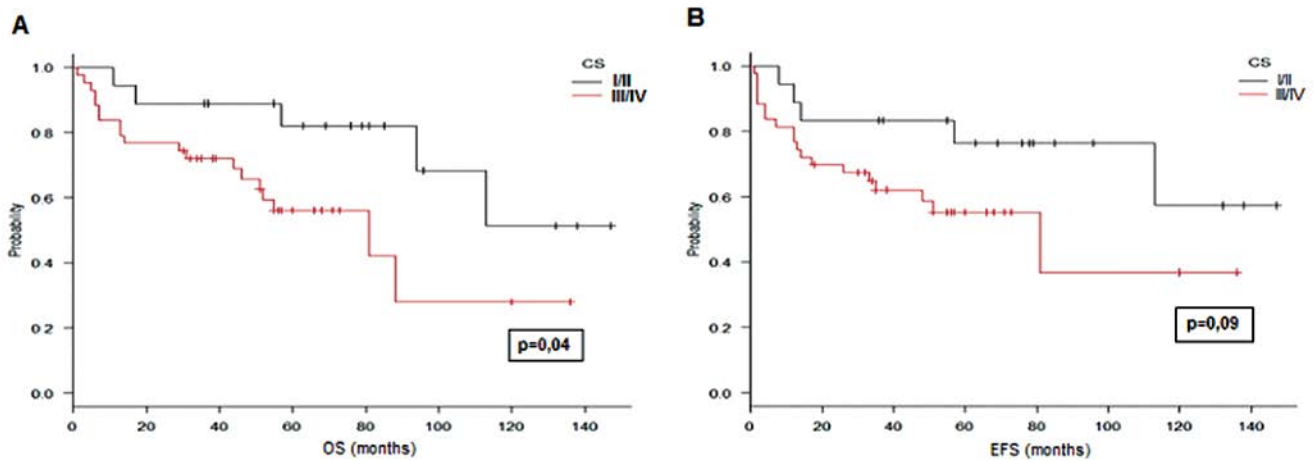 A
CS
I/II
III/IV
1.0
0.8
0.6
0.4
0.2
0.0
Probability
p=0,04
0 20 40 60 80 100 120 140
OS (months)
B
CS
I/II
III/IV
1.0
0.8
0.6
0.4
0.2
0.0
Probability
p=0,09
0 20 40 60 80 100 120 140
EFS (months)